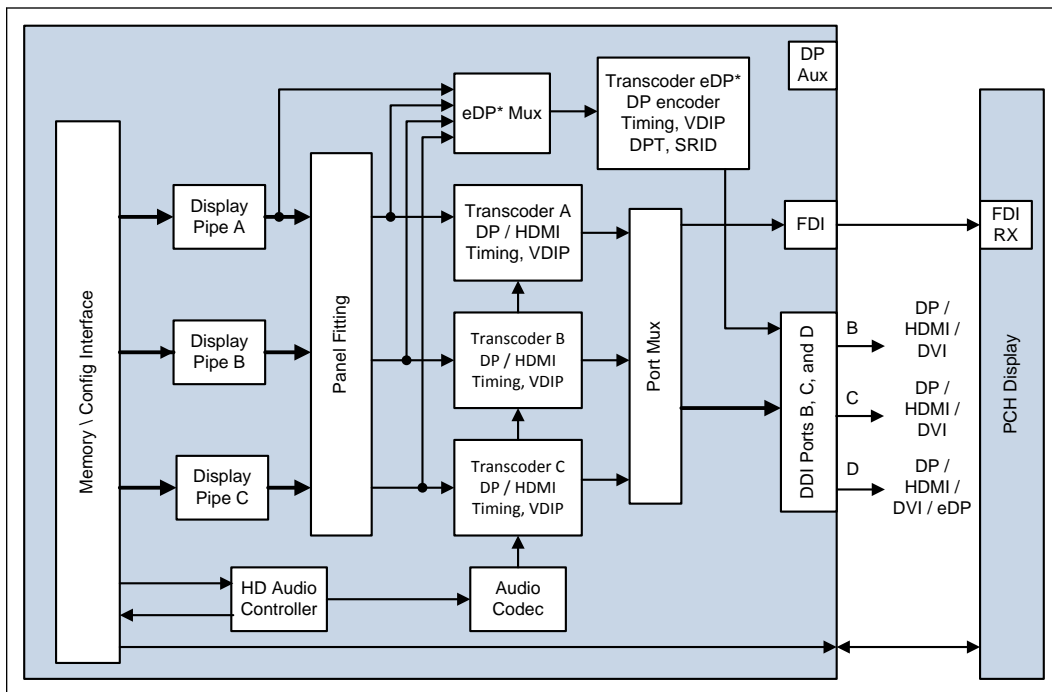 DP
Aux
Transcoder eDP*
DP encoder
Timing, VDIP
DPT, SRID
eDP* Mux
Memory \ Config Interface
Display
Pipe A
Display
Pipe B
Display
Pipe C
Panel Fitting
Transcoder A
DP / HDMI
Timing, VDIP
Transcoder B
DP / HDMI
Timing, VDIP
Transcoder C
DP / HDMI
Timing, VDIP
Port Mux
FDI
FDI
RX
DDI Ports B, C, and D
B
DP /
HDMI /
DVI
C
DP /
HDMI /
DVI
D
DP /
HDMI /
DVI / eDP
PCH Display
HD Audio
Controller
Audio
Codec